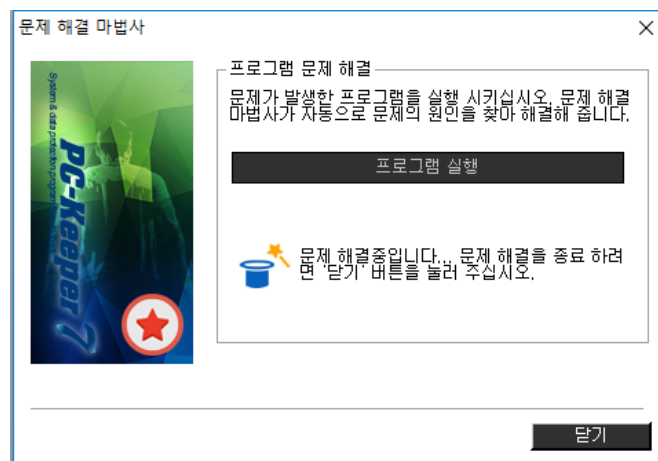 문제 해결 마법사
프로그램 문제 해결
문제가 발생한 프로그램을 실행 시키십시오. 문제 해결
마법사가 자동으로 문제의 원인을 찾아 해결해 줍니다.
System & data protection program
PC-Keeper 7
프로그램 실행
문제 해결중입니다... 문제 해결을 종료 하려
면 '닫기' 버튼을 눌러 주십시오.
닫기